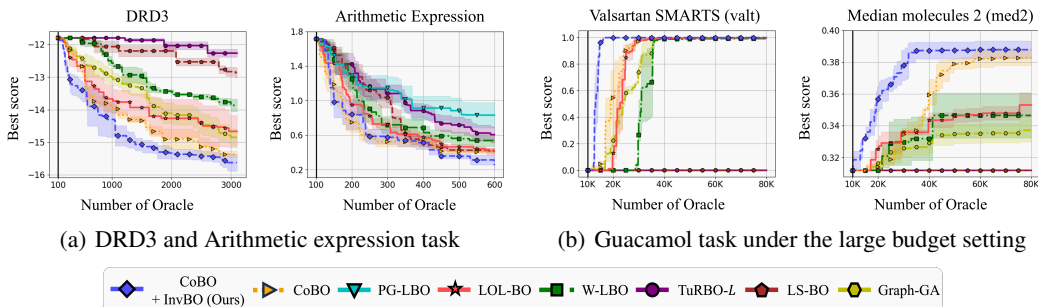 DRD3
Arithmetic Expression
Valsartan SMARTS (valt)
Median molecules 2 (med2)
Best score
−12
−13
−14
−15
−16
100
1000
2000
3000
Number of Oracle
Best score
1.8
1.4
1.0
0.6
0.2
100
200
300
400
500
600
Number of Oracle
Best score
1.0
0.8
0.6
0.4
0.2
0.0
10K
20K
40K
60K
80K
Number of Oracle
Best score
0.40
0.38
0.36
0.34
0.32
10K
20K
40K
60K
80K
Number of Oracle
(a) DRD3 and Arithmetic expression task
(b) Guacamol task under the large budget setting
CoBO + InvBO (Ours)
CoBO
PG-LBO
LOL-BO
W-LBO
TuRBO-L
LS-BO
Graph-GA